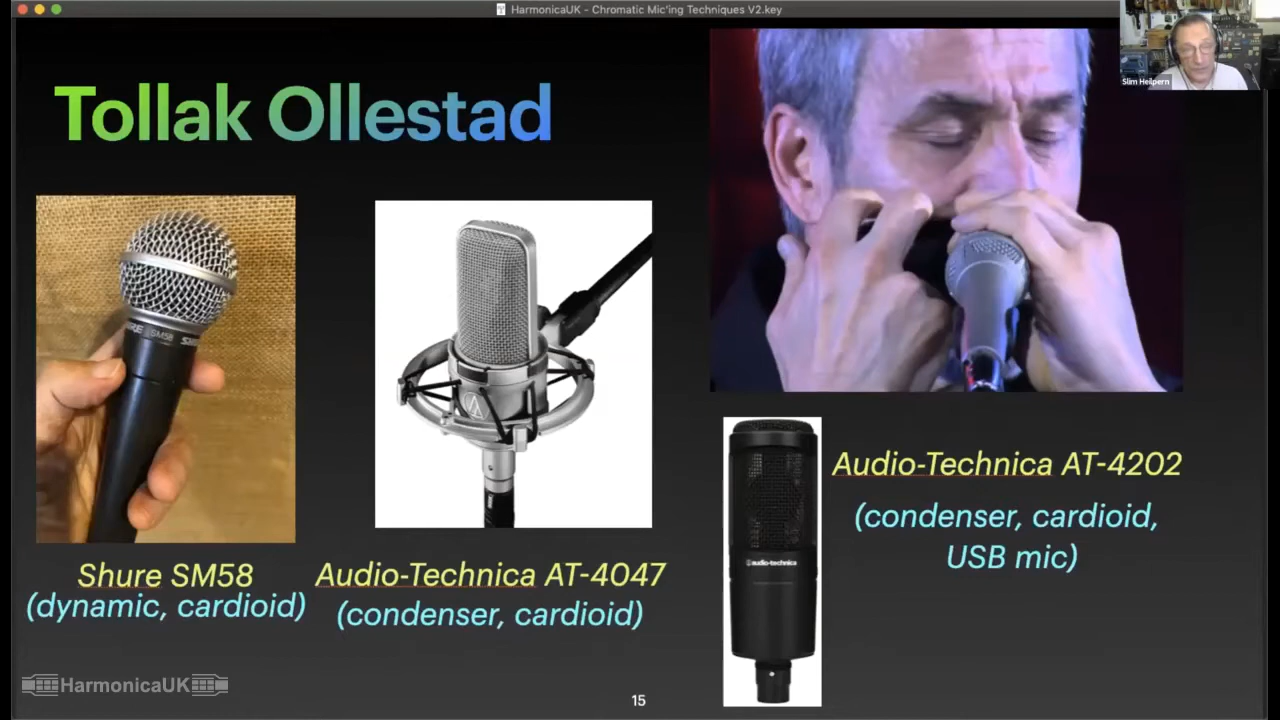 HarmonicaUK - Chromatic Mic'ing Techniques V2.key
Slim Heilpern
Tollak Ollestad
SM58
audio-technica
Shure SM58
(dynamic, cardioid)
Audio-Technica AT-4047
(condenser, cardioid)
Audio-Technica AT-4202
(condenser, cardioid,
USB mic)
HarmonicaUK
15